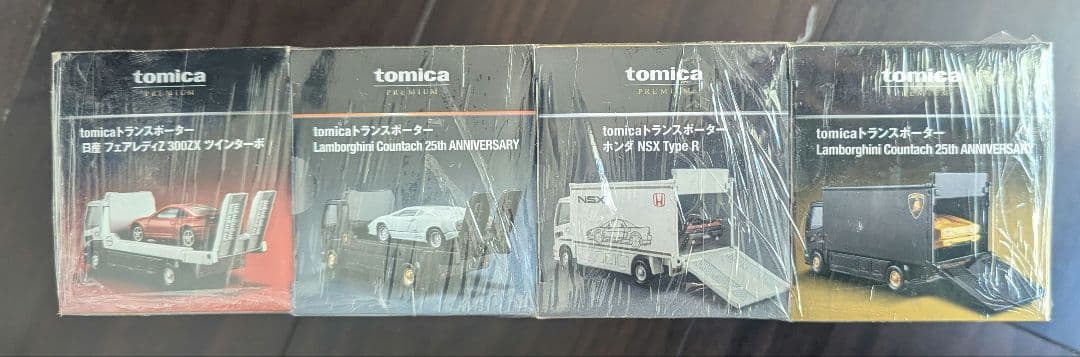 tomica
PREMIUM
tomicaトランスポーター
日産 フェアレディZ 300ZX ツインターボ
tomica
PREMIUM
tomicaトランスポーター
Lamborghini Countach 25th ANNIVERSARY
tomica
PREMIUM
tomicaトランスポーター
ホンダ NSX Type R
NSX
tomica
PREMIUM
tomicaトランスポーター
Lamborghini Countach 25th ANNIVERSARY